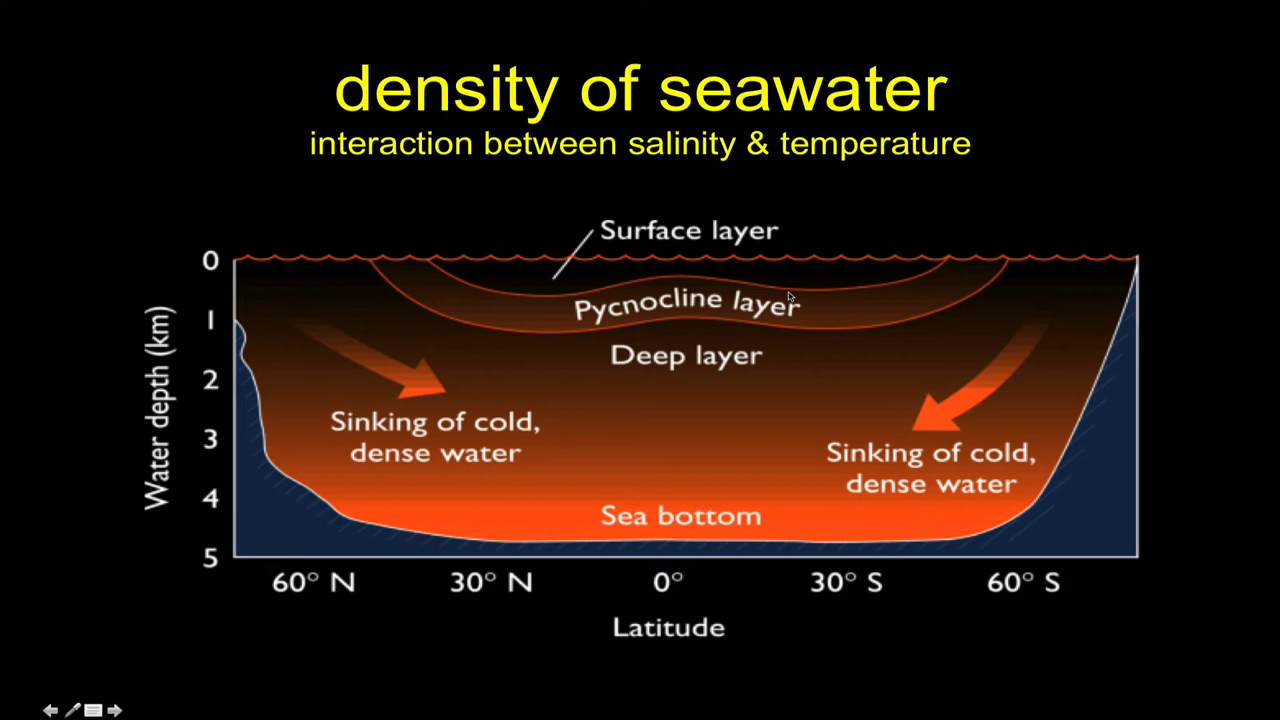 density of seawater
interaction between salinity & temperature
Surface layer
0
Pycnocline layer
1
Deep layer
2
Sinking of cold,
dense water
3
Sinking of cold,
dense water
4
Sea bottom
5
Water depth (km)
60° N 30° N 0° 30° S 60° S
Latitude